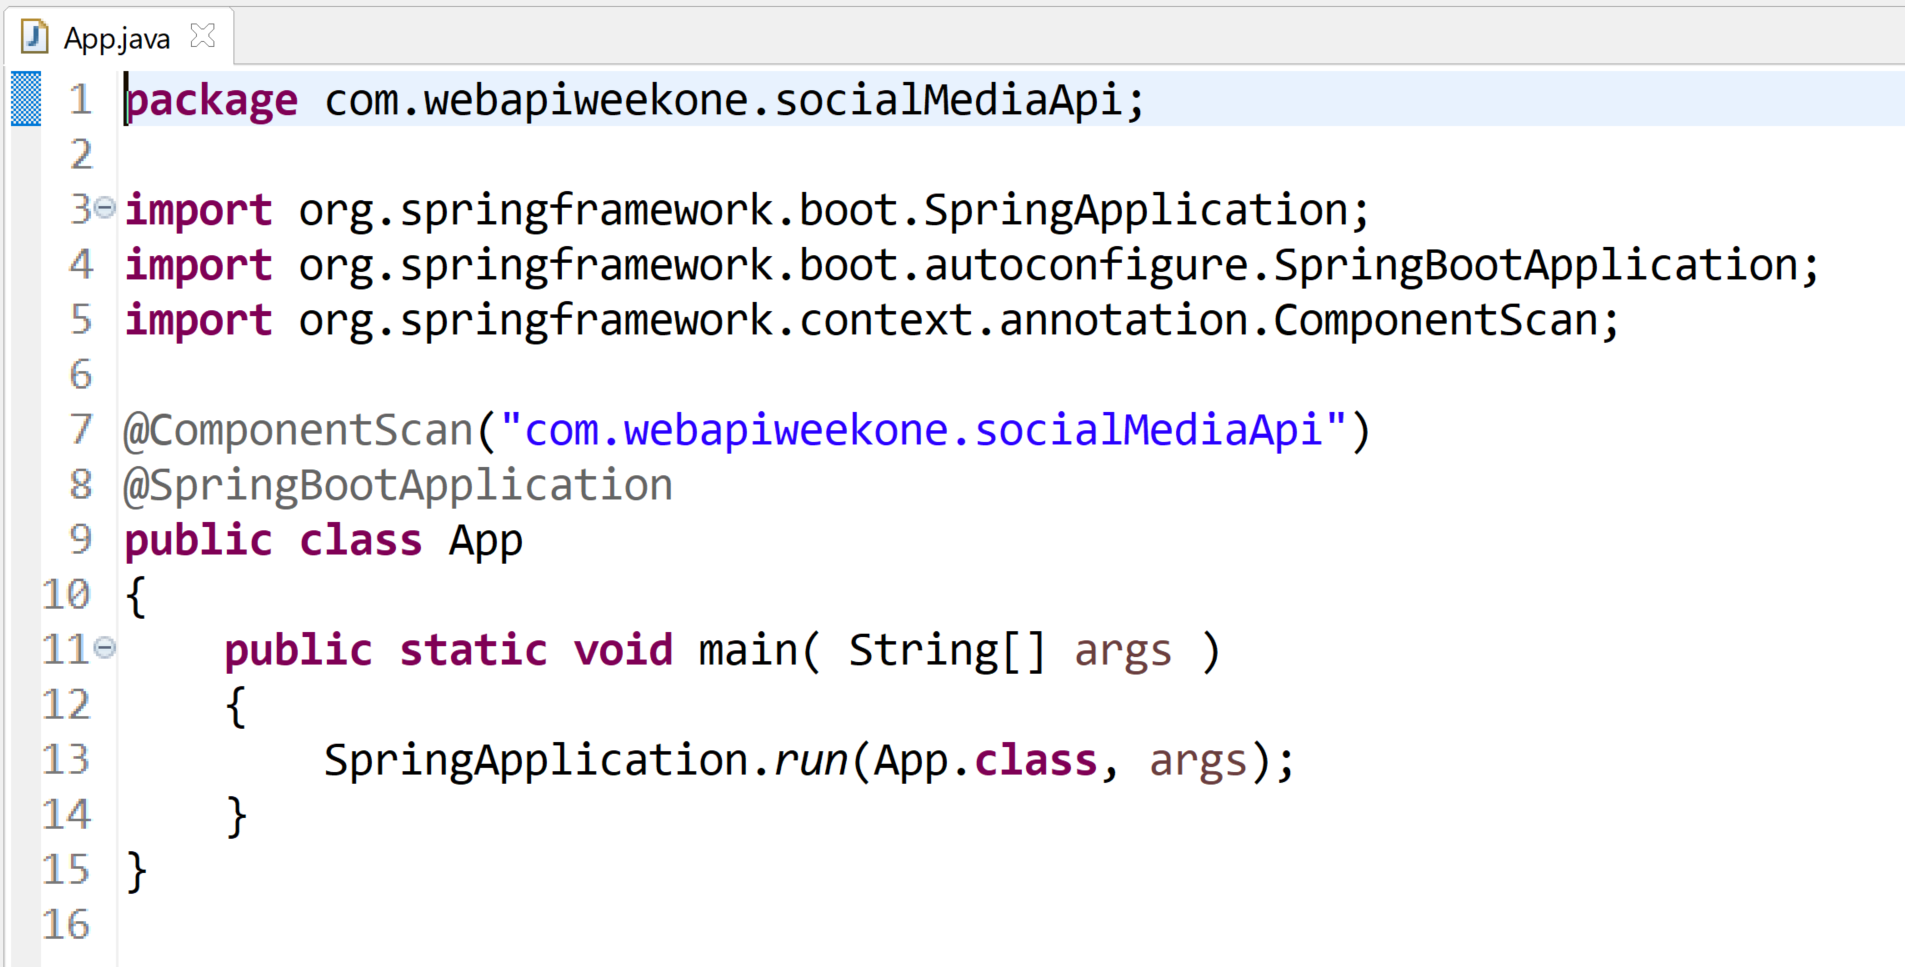 App.java
1 package com.webapiweekone.socialMediaApi;
2
3 import org.springframework.boot.SpringApplication;
4 import org.springframework.boot.autoconfigure.SpringBootApplication;
5 import org.springframework.context.annotation.ComponentScan;
6
7 @ComponentScan("com.webapiweekone.socialMediaApi")
8 @SpringBootApplication
9 public class App
10 {
11     public static void main( String[] args )
12     {
13         SpringApplication.run(App.class, args);
14     }
15 }
16